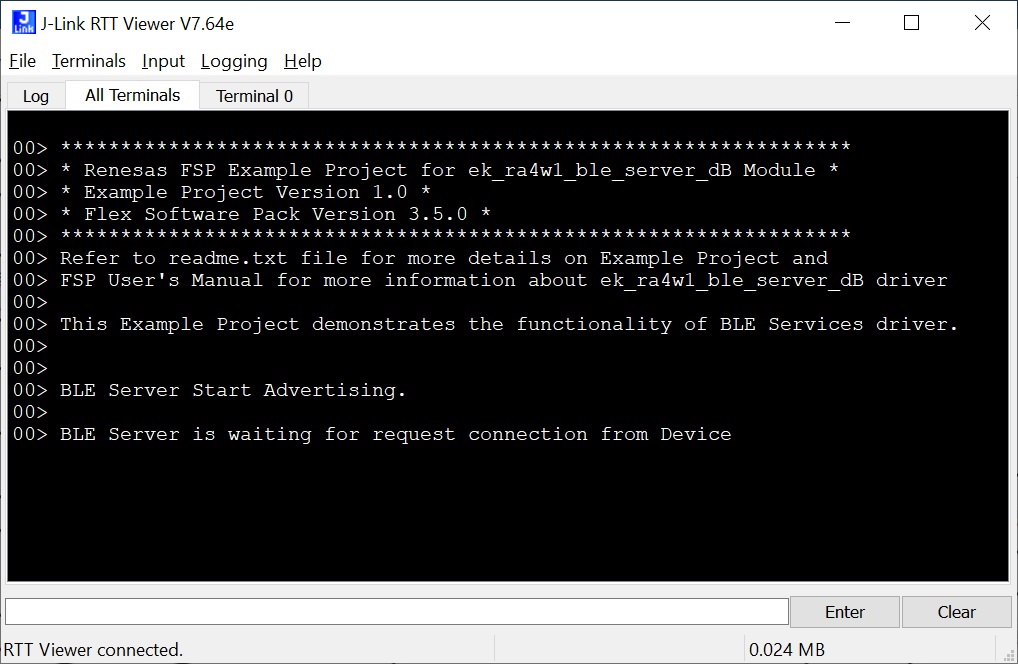 J-Link RTT Viewer V7.64e
File Terminals Input Logging Help
Log All Terminals Terminal 0
00> ******************************************************************
00> * Renesas FSP Example Project for ek_ra4w1_ble_server_dB Module *
00> * Example Project Version 1.0 *
00> * Flex Software Pack Version 3.5.0 *
00> ******************************************************************
00> Refer to readme.txt file for more details on Example Project and
00> FSP User's Manual for more information about ek_ra4w1_ble_server_dB driver
00>
00> This Example Project demonstrates the functionality of BLE Services driver.
00>
00>
00> BLE Server Start Advertising.
00>
00> BLE Server is waiting for request connection from Device
Enter Clear
RTT Viewer connected. 0.024 MB